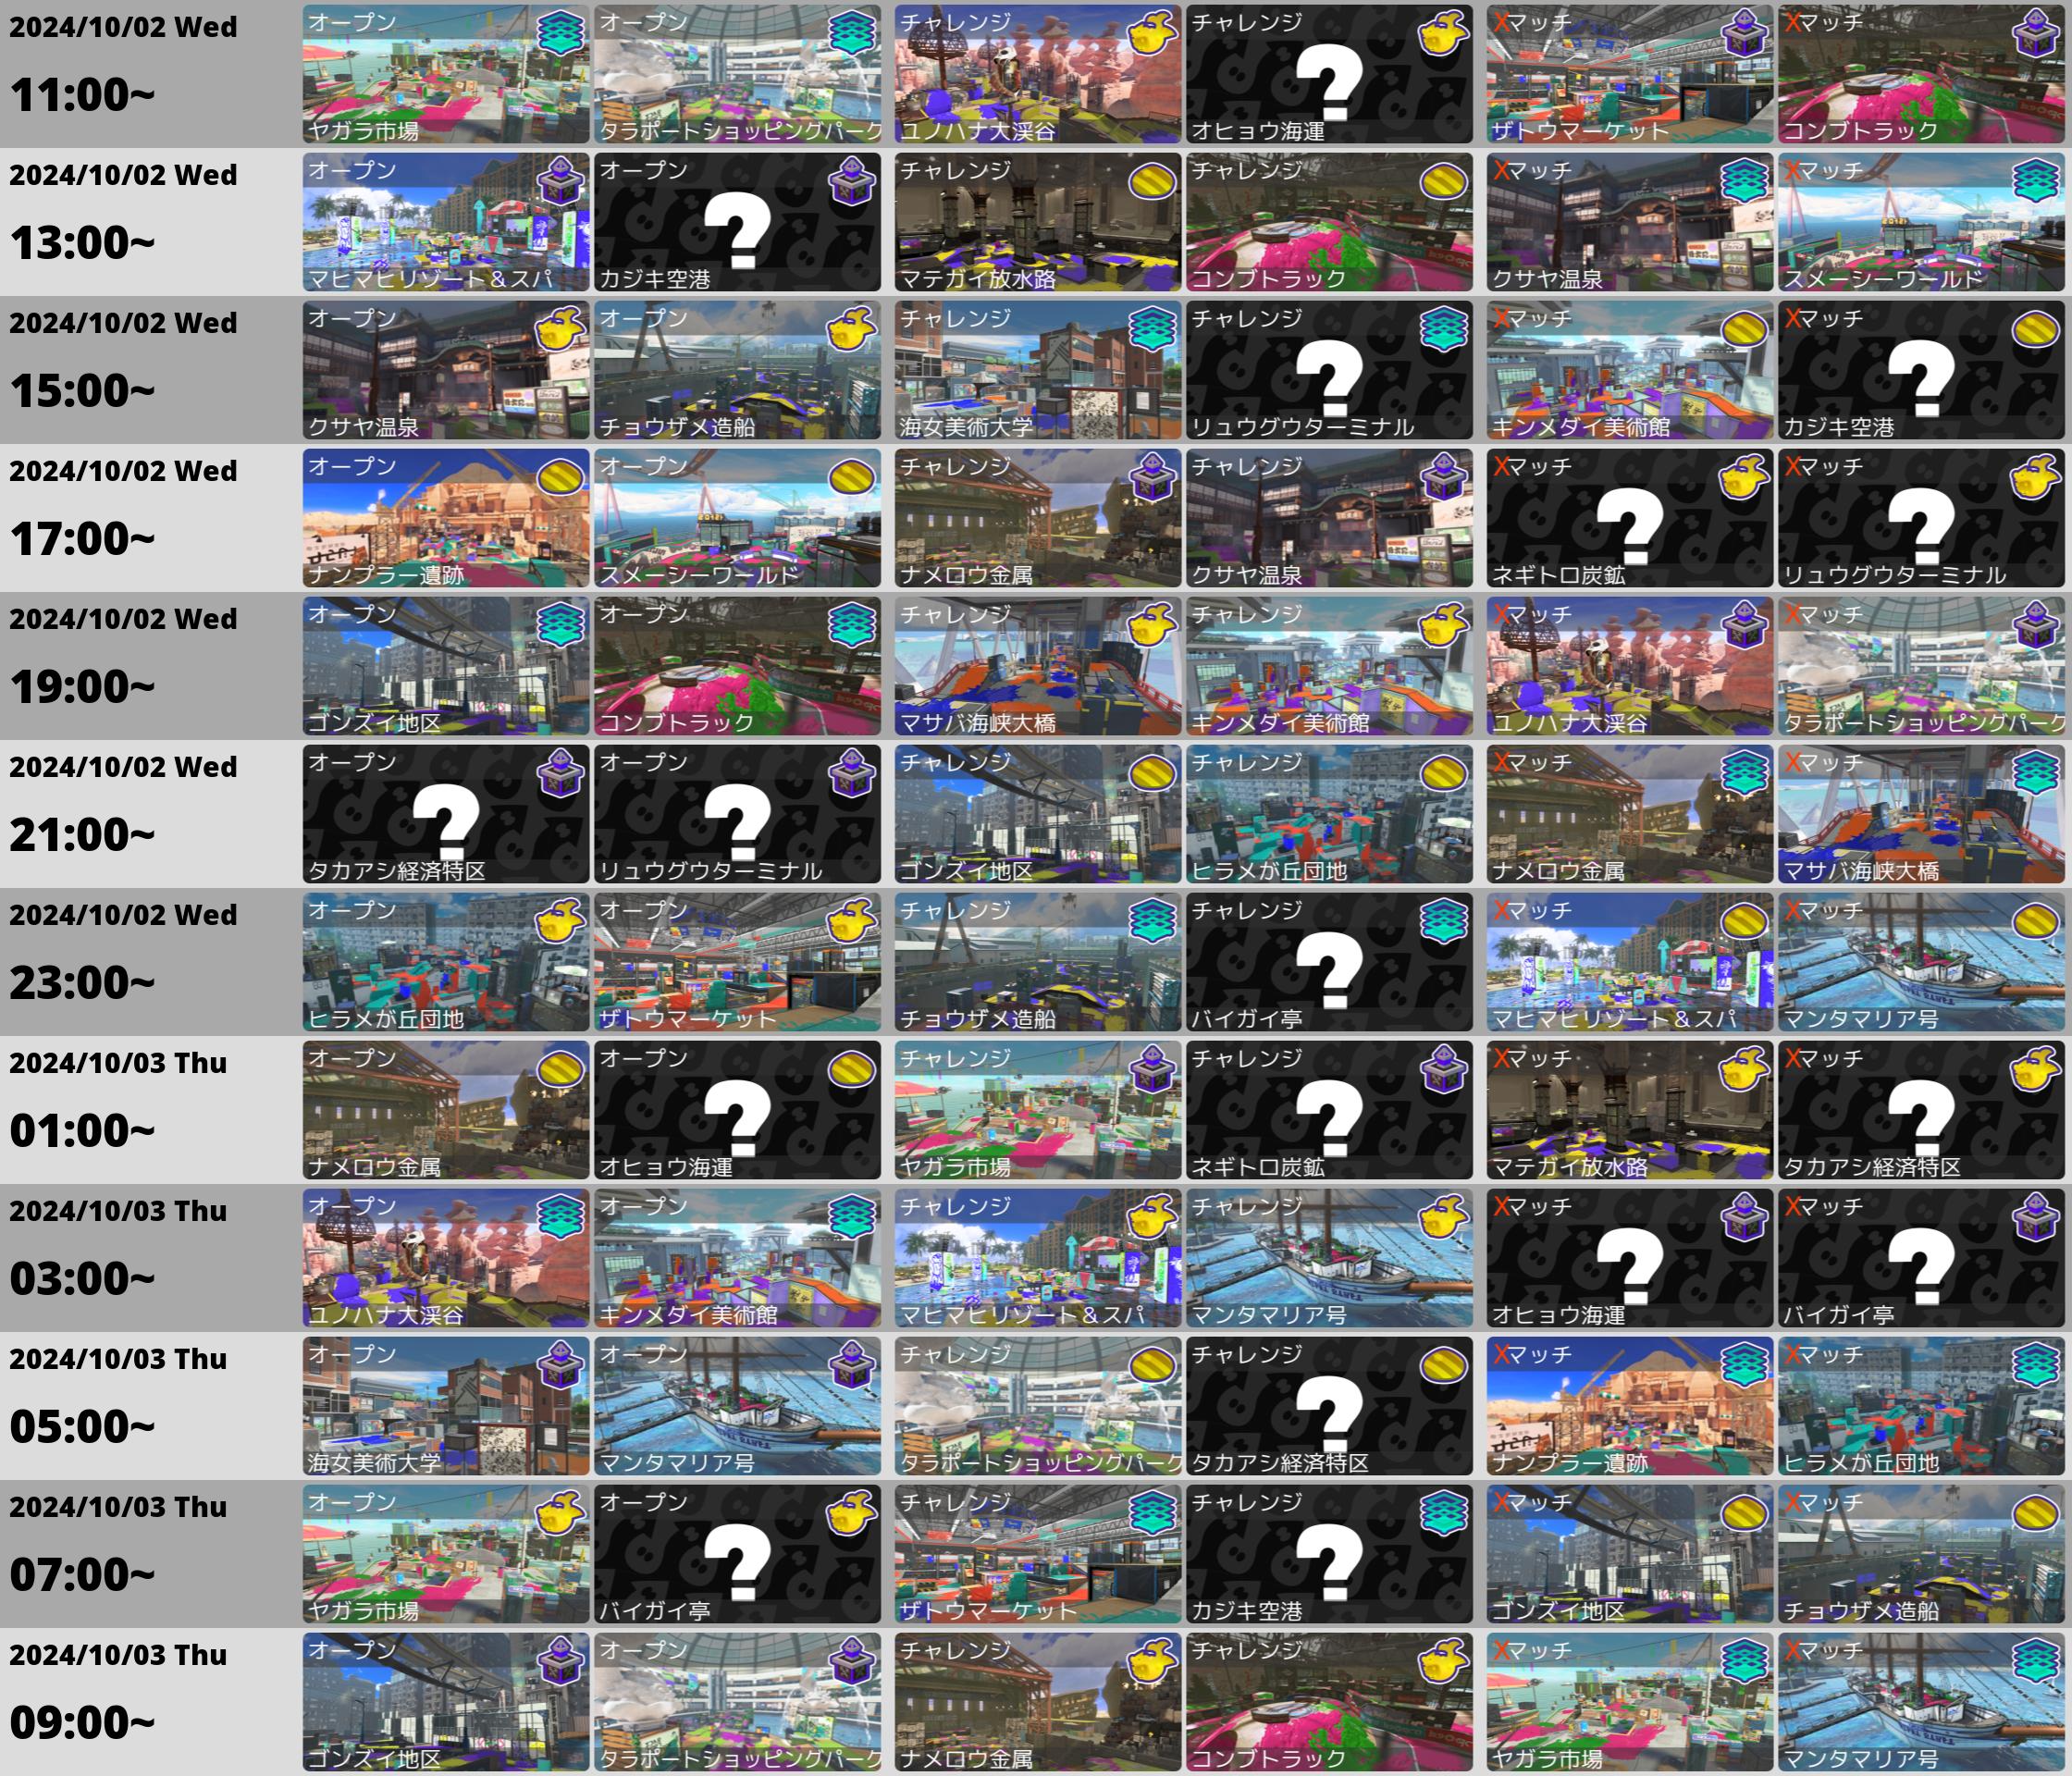 2024/10/02 Wed
11:00~
オープン
ヤガラ市場
オープン
タラポートショッピングパーク
チャレンジ
ユノハナ大渓谷
チャレンジ
オヒョウ海運
Xマッチ
ザトウマーケット
Xマッチ
コンブトラック
2024/10/02 Wed
13:00~
オープン
マヒマヒリゾート&スパ
オープン
カジキ空港
チャレンジ
マテガイ放水路
チャレンジ
コンブトラック
Xマッチ
クサヤ温泉
Xマッチ
スメーシーワールド
2024/10/02 Wed
15:00~
オープン
クサヤ温泉
オープン
チョウザメ造船
チャレンジ
海女美術大学
チャレンジ
リュウグウターミナル
Xマッチ
キンメダイ美術館
Xマッチ
カジキ空港
2024/10/02 Wed
17:00~
オープン
ナンプラー遺跡
オープン
スメーシーワールド
チャレンジ
ナメロウ金属
チャレンジ
クサヤ温泉
Xマッチ
ネギトロ炭鉱
Xマッチ
リュウグウターミナル
2024/10/02 Wed
19:00~
オープン
ゴンズイ地区
オープン
コンブトラック
チャレンジ
マサバ海峡大橋
チャレンジ
キンメダイ美術館
Xマッチ
ユノハナ大渓谷
Xマッチ
タラポートショッピングパーク
2024/10/02 Wed
21:00~
オープン
タカアシ経済特区
オープン
リュウグウターミナル
チャレンジ
ゴンズイ地区
チャレンジ
ヒラメが丘団地
Xマッチ
ナメロウ金属
Xマッチ
マサバ海峡大橋
2024/10/02 Wed
23:00~
オープン
ヒラメが丘団地
オープン
ザトウマーケット
チャレンジ
チョウザメ造船
チャレンジ
バイガイ亭
Xマッチ
マヒマヒリゾート&スパ
Xマッチ
マンタマリア号
2024/10/03 Thu
01:00~
オープン
ナメロウ金属
オープン
オヒョウ海運
チャレンジ
ヤガラ市場
チャレンジ
ネギトロ炭鉱
Xマッチ
マテガイ放水路
Xマッチ
タカアシ経済特区
2024/10/03 Thu
03:00~
オープン
ユノハナ大渓谷
オープン
キンメダイ美術館
チャレンジ
マヒマヒリゾート&スパ
チャレンジ
マンタマリア号
Xマッチ
オヒョウ海運
Xマッチ
バイガイ亭
2024/10/03 Thu
05:00~
オープン
海女美術大学
オープン
マンタマリア号
チャレンジ
タラポートショッピングパーク
チャレンジ
タカアシ経済特区
Xマッチ
ナンプラー遺跡
Xマッチ
ヒラメが丘団地
2024/10/03 Thu
07:00~
オープン
ヤガラ市場
オープン
バイガイ亭
チャレンジ
ザトウマーケット
チャレンジ
カジキ空港
Xマッチ
ゴンズイ地区
Xマッチ
チョウザメ造船
2024/10/03 Thu
09:00~
オープン
ゴンズイ地区
オープン
タラポートショッピングパーク
チャレンジ
ナメロウ金属
チャレンジ
コンブトラック
Xマッチ
ヤガラ市場
Xマッチ
マンタマリア号